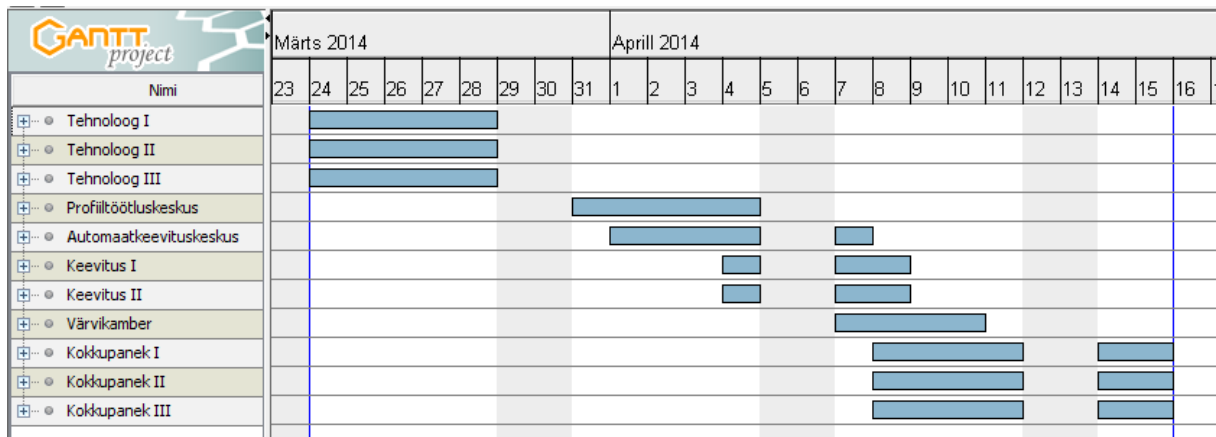 GANTT
project
Märts 2014
Aprill 2014
Nimi
23 24 25 26 27 28 29 30 31 1 2 3 4 5 6 7 8 9 10 11 12 13 14 15 16
Tehnoloog I
Tehnoloog II
Tehnoloog III
Profiiltöötluskeskus
Automaatkeevituskeskus
Keevitus I
Keevitus II
Värvikamber
Kokkupanek I
Kokkupanek II
Kokkupanek III